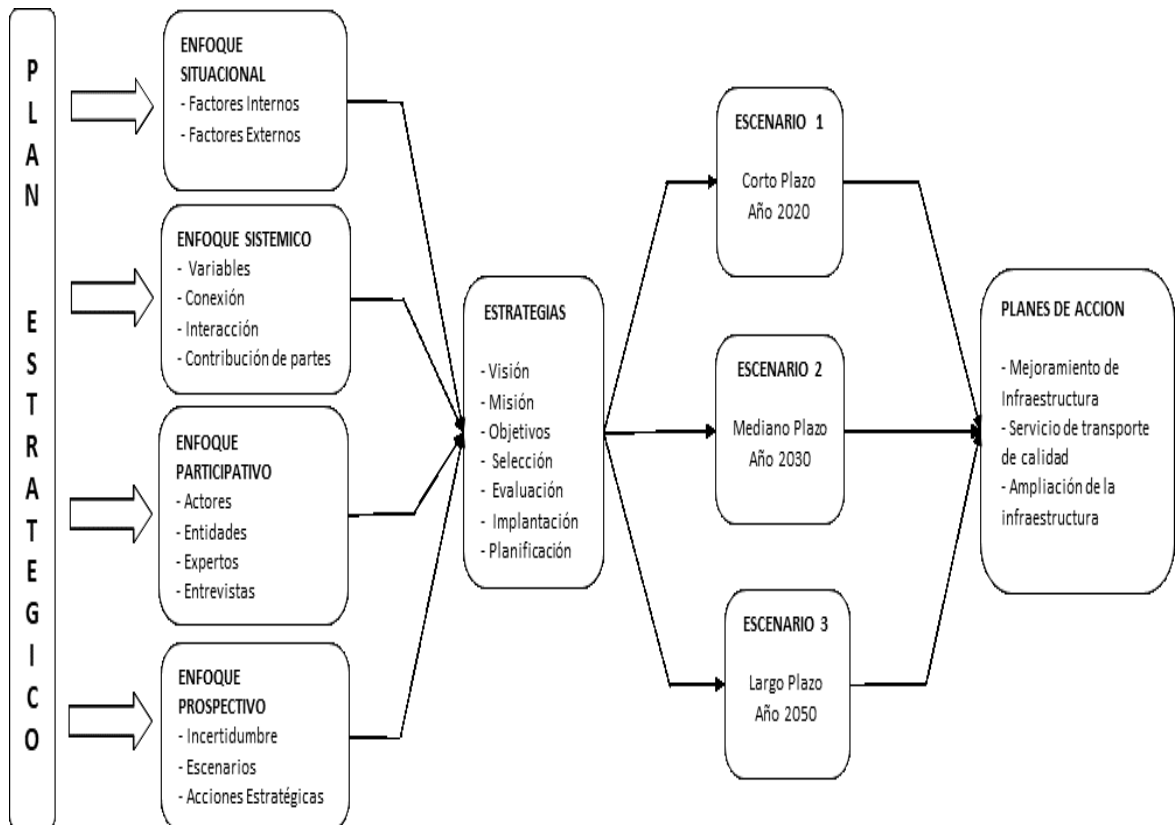 PLAN ESTRATEGICO
ENFOQUE
SITUACIONAL
- Factores Internos
- Factores Externos
ENFOQUE SISTEMICO
- Variables
- Conexión
- Interacción
- Contribución de partes
ENFOQUE
PARTICIPATIVO
- Actores
- Entidades
- Expertos
- Entrevistas
ENFOQUE
PROSPECTIVO
- Incertidumbre
- Escenarios
- Acciones Estratégicas
ESTRATEGIAS
- Visión
- Misión
- Objetivos
- Selección
- Evaluación
- Implantación
- Planificación
ESCENARIO 1
Corto Plazo
Año 2020
ESCENARIO 2
Mediano Plazo
Año 2030
ESCENARIO 3
Largo Plazo
Año 2050
PLANES DE ACCION
- Mejoramiento de
Infraestructura
- Servicio de transporte
de calidad
- Ampliación de la
infraestructura